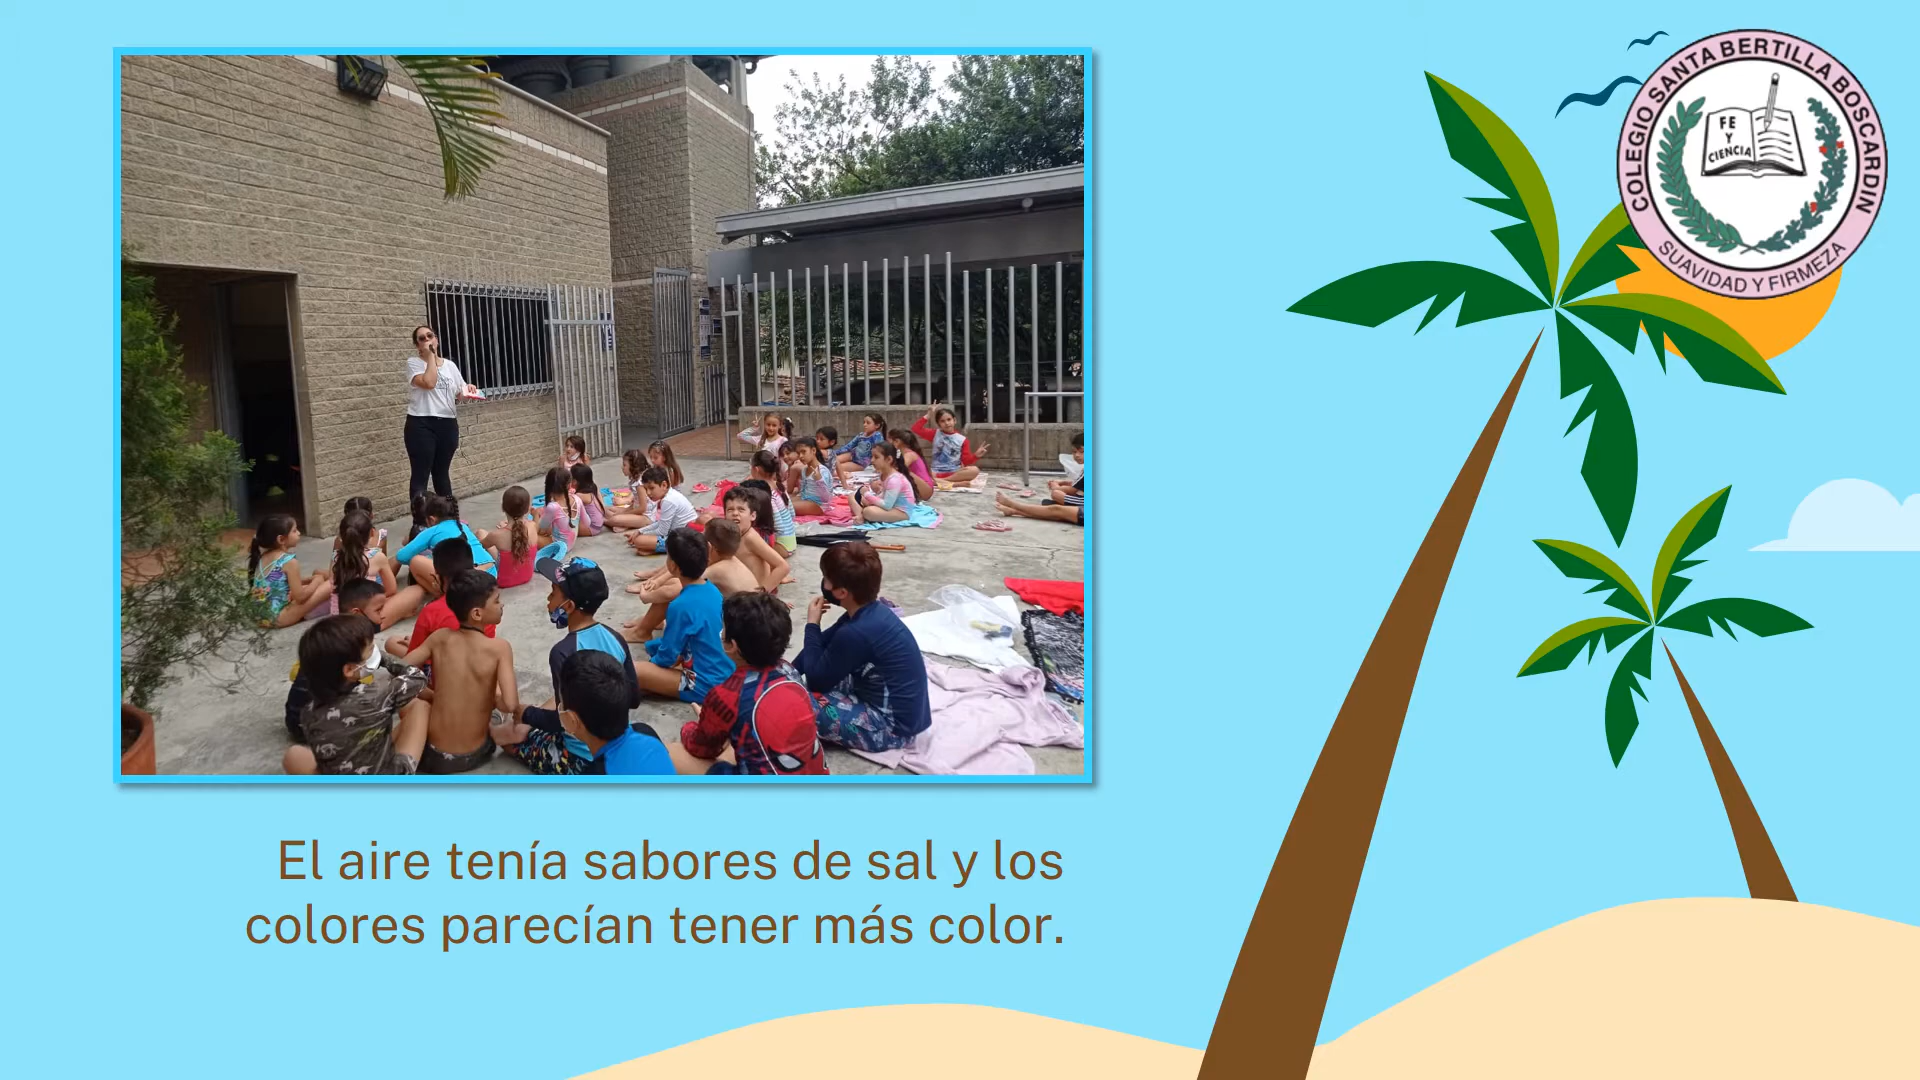 COLEGIO SANTA BERTILLA BOSCARDIN
FE
Y
CIENCIA
SUAVIDAD Y FIRMEZA
El aire tenía sabores de sal y los
colores parecían tener más color.